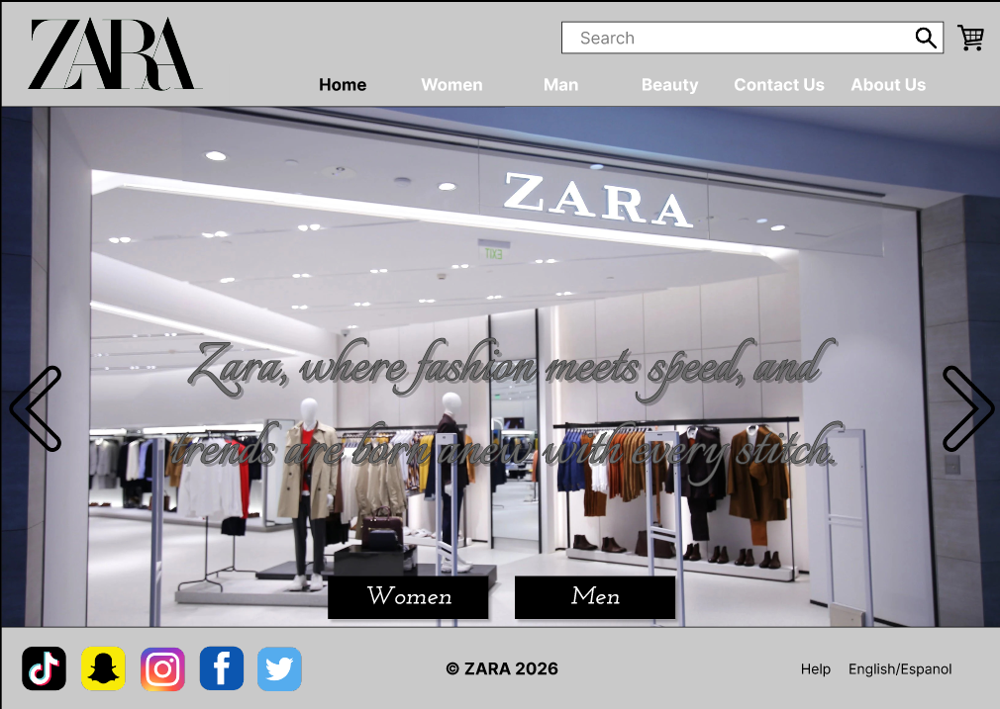 ZARA
Search
Home Women Man Beauty Contact Us About Us
ZARA
EXIT
Zara, where fashion meets speed, and
trends are born anew with every stitch.
Women Men
© ZARA 2026
Help English/Espanol